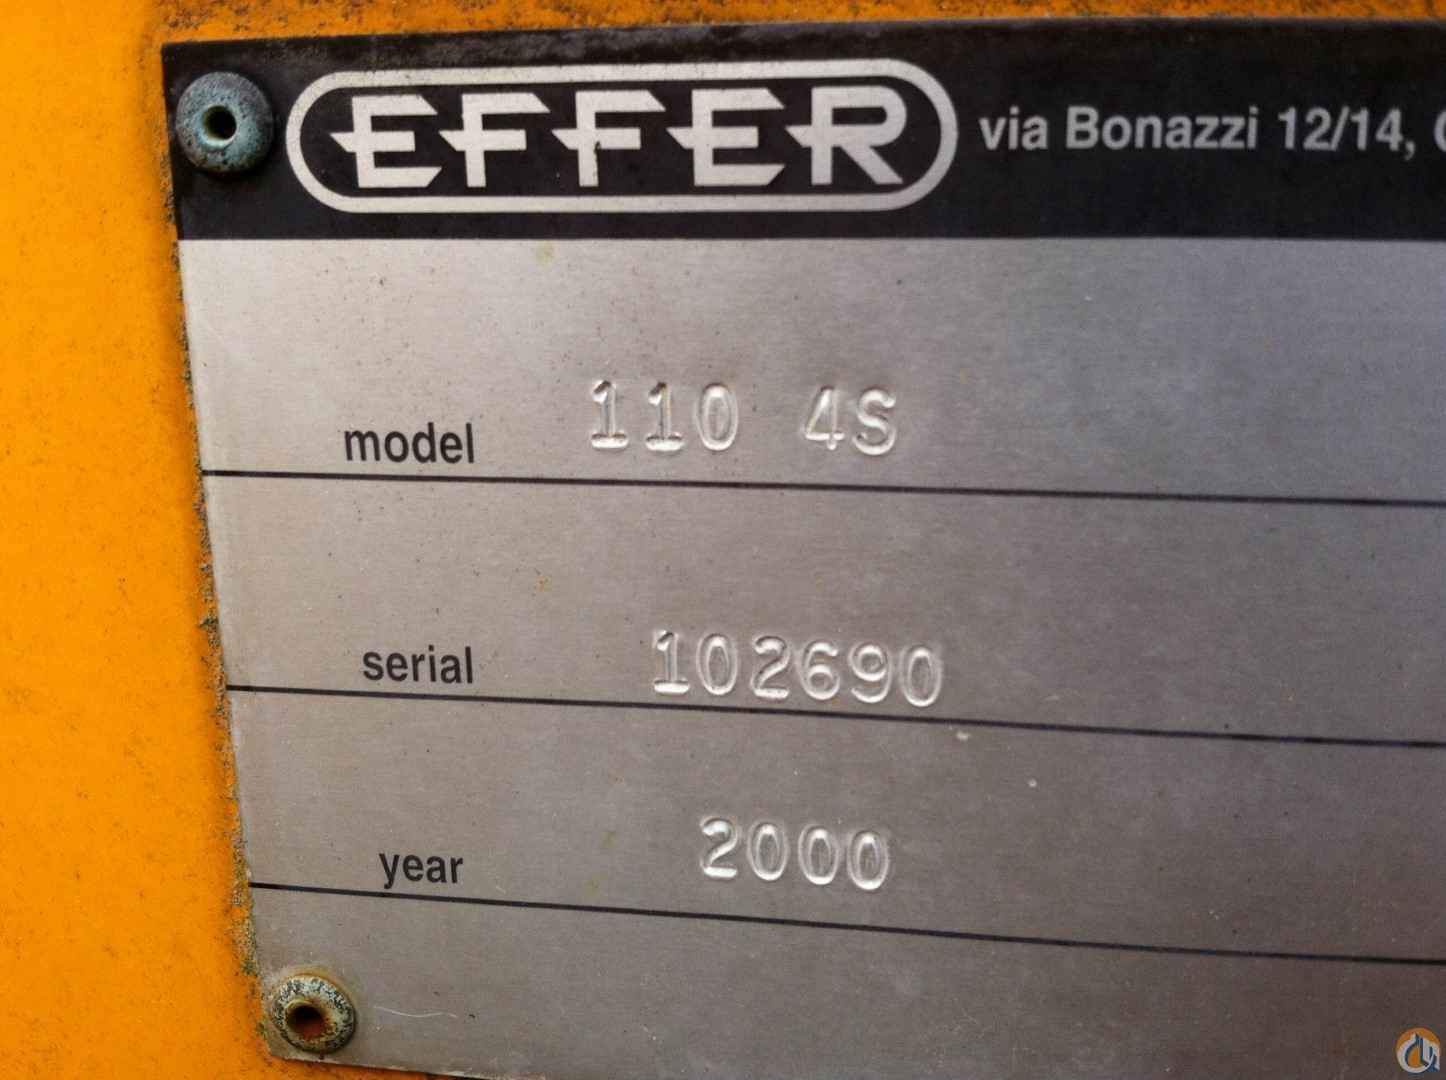 EFFER via Bonazzi 12/14,
model 110 4S
serial 102690
year 2000